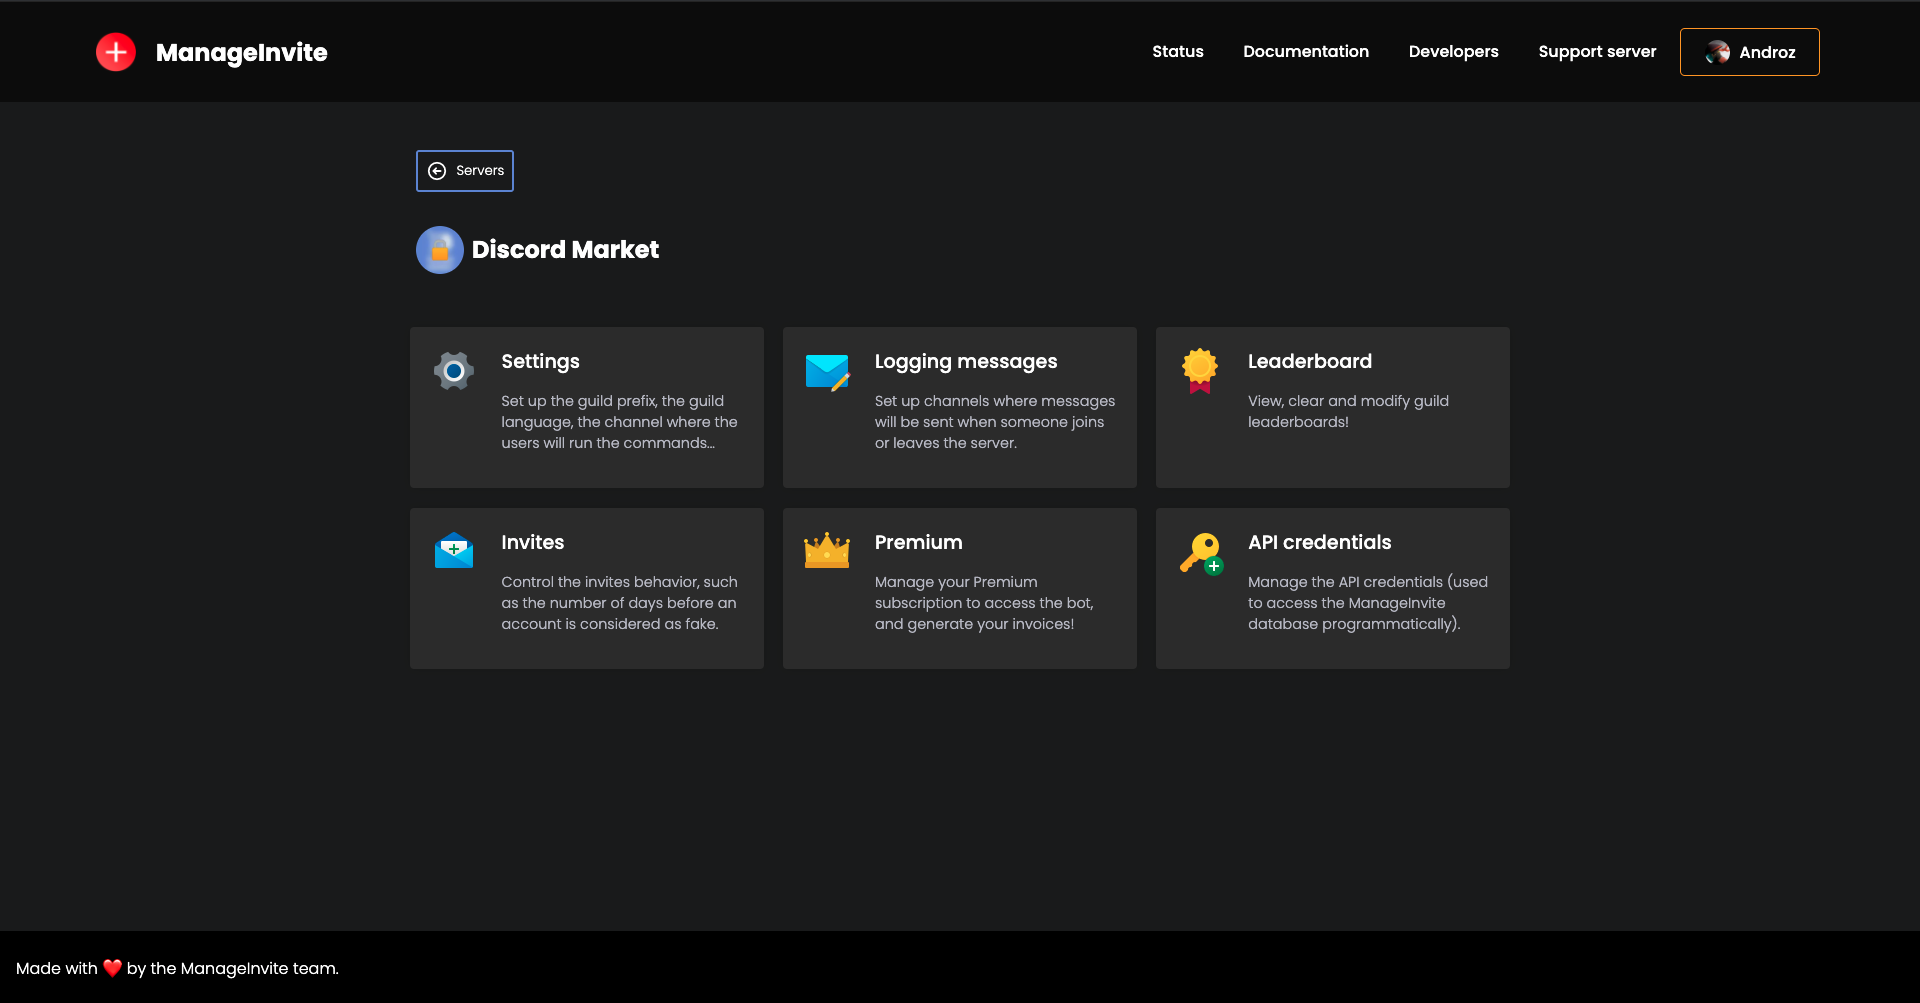 ManageInvite
Status
Documentation
Developers
Support server
Androz
Servers
Discord Market
Settings
Set up the guild prefix, the guild
language, the channel where the
users will run the commands...
Logging messages
Set up channels where messages
will be sent when someone joins
or leaves the server.
Leaderboard
View, clear and modify guild
leaderboards!
Invites
Control the invites behavior, such
as the number of days before an
account is considered as fake.
Premium
Manage your Premium
subscription to access the bot,
and generate your invoices!
API credentials
Manage the API credentials (used
to access the ManageInvite
database programmatically).
Made with ❤️ by the ManageInvite team.